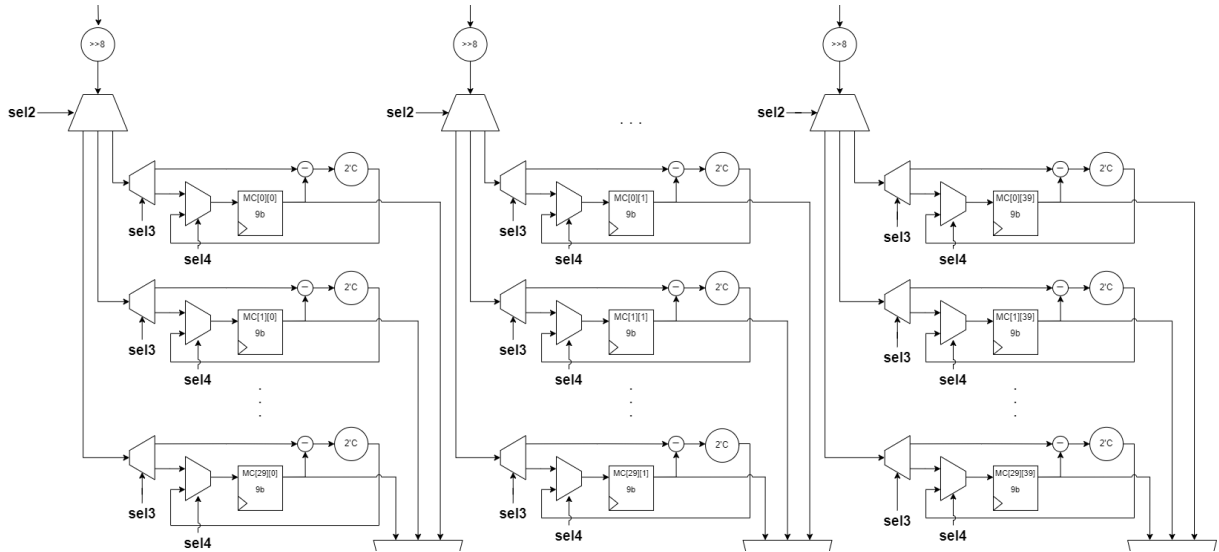 >>8 >>8 >>8
sel2 sel2 sel2
. . .
− 2'C − 2'C − 2'C
MC[0][0] MC[0][1] MC[0][39]
9b 9b 9b
sel3 sel3 sel3
sel4 sel4 sel4
− 2'C − 2'C − 2'C
MC[1][0] MC[1][1] MC[1][39]
9b 9b 9b
sel3 sel3 sel3
sel4 sel4 sel4
− 2'C − 2'C − 2'C
MC[29][0] MC[29][1] MC[29][39]
9b 9b 9b
sel3 sel3 sel3
sel4 sel4 sel4